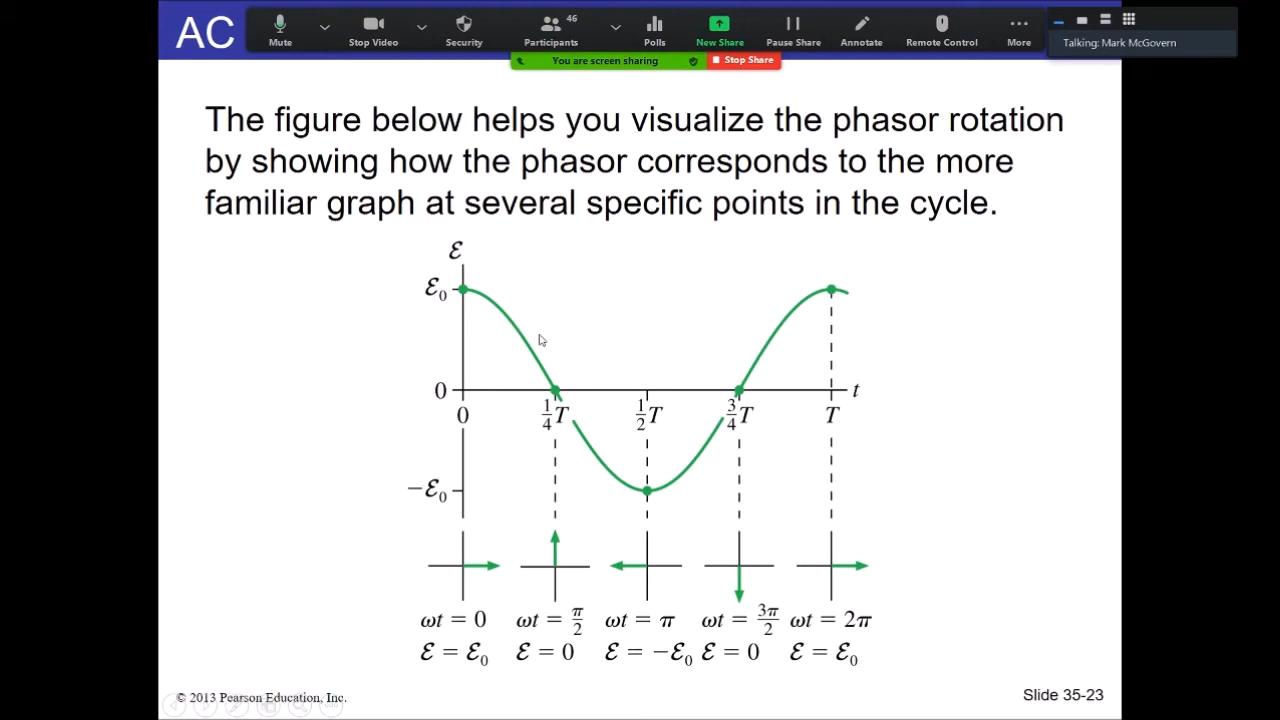 AC
Mute
Stop Video
Security
Participants
46
Polls
New Share
Pause Share
Annotate
Remote Control
More
Talking: Mark McGovern
You are screen sharing
Stop Share
The figure below helps you visualize the phasor rotation
by showing how the phasor corresponds to the more
familiar graph at several specific points in the cycle.
ℰ
ℰ₀
0
t
0
1/4 T
1/2 T
3/4 T
T
−ℰ₀
ωt = 0
ωt = π/2
ωt = π
ωt = 3π/2
ωt = 2π
ℰ = ℰ₀
ℰ = 0
ℰ = −ℰ₀
ℰ = 0
ℰ = ℰ₀
© 2013 Pearson Education, Inc.
Slide 35-23